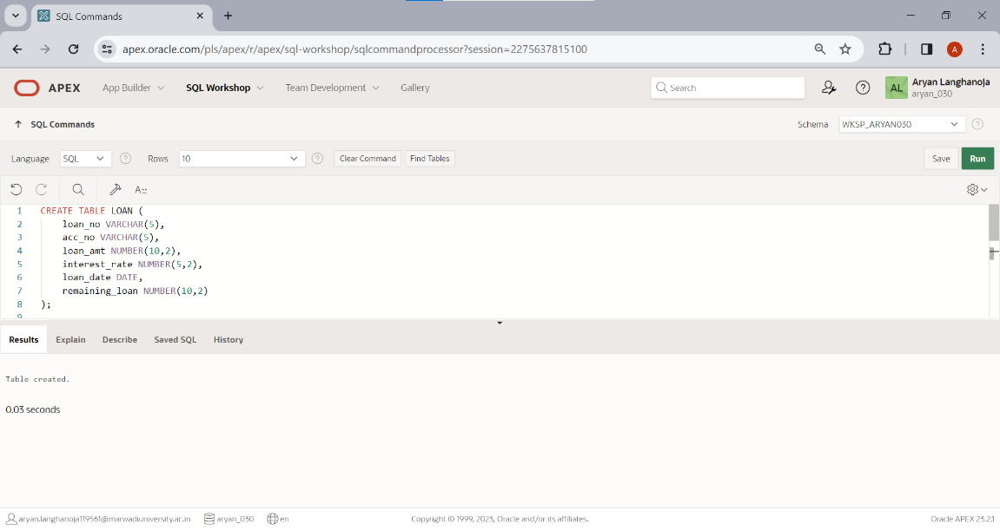 SQL Commands
apex.oracle.com/pls/apex/r/apex/sql-workshop/sqlcommandprocessor?session=2275637815100
A
APEX App Builder SQL Workshop Team Development Gallery Search AL Aryan Langhanoja
aryan_030
SQL Commands Schema WKSP_ARYAN030
Language SQL Rows 10 Clear Command Find Tables Save Run
A::
1 CREATE TABLE LOAN (
2 loan_no VARCHAR(5),
3 acc_no VARCHAR(5),
4 loan_amt NUMBER(10,2),
5 interest_rate NUMBER(5,2),
6 loan_date DATE,
7 remaining_loan NUMBER(10,2)
8 );
9
Results Explain Describe Saved SQL History
Table created.
0.03 seconds
aryan.langhanoja119561@marwadiuniversity.ac.in aryan_030 en Copyright © 1999, 2023, Oracle and/or its affiliates. Oracle APEX 23.2.1